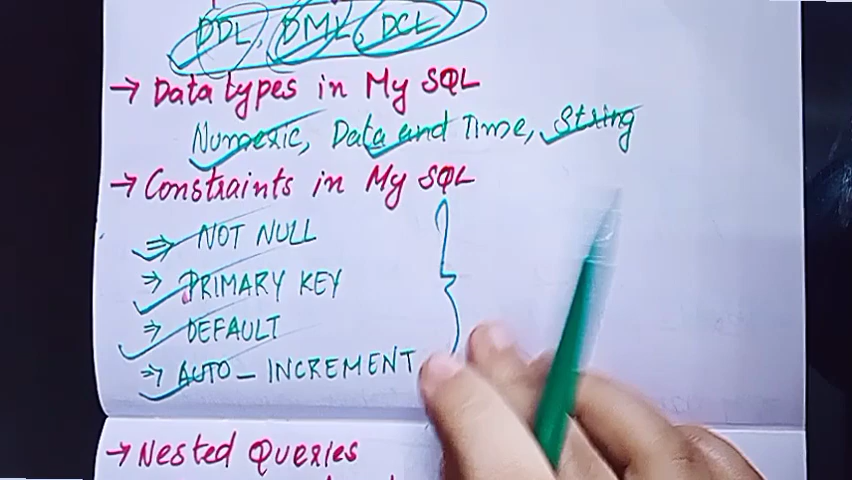 DDL, DML, DCL
→ Data types in My SQL
Numeric, Data and Time, String
→ Constraints in My SQL
⇒ NOT NULL
⇒ PRIMARY KEY
⇒ DEFAULT
⇒ AUTO - INCREMENT
→ Nested Queries